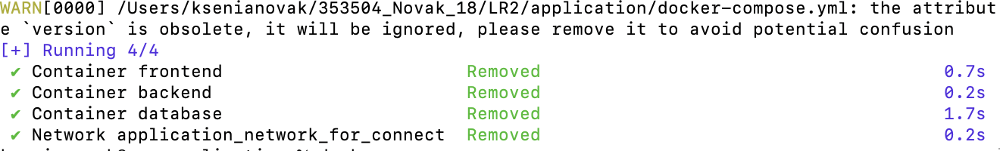 WARN[0000] /Users/ksenianovak/353504_Novak_18/LR2/application/docker-compose.yml: the attribut
e `version` is obsolete, it will be ignored, please remove it to avoid potential confusion
[+] Running 4/4
✔ Container frontend Removed 0.7s
✔ Container backend Removed 0.2s
✔ Container database Removed 1.7s
✔ Network application_network_for_connect Removed 0.2s